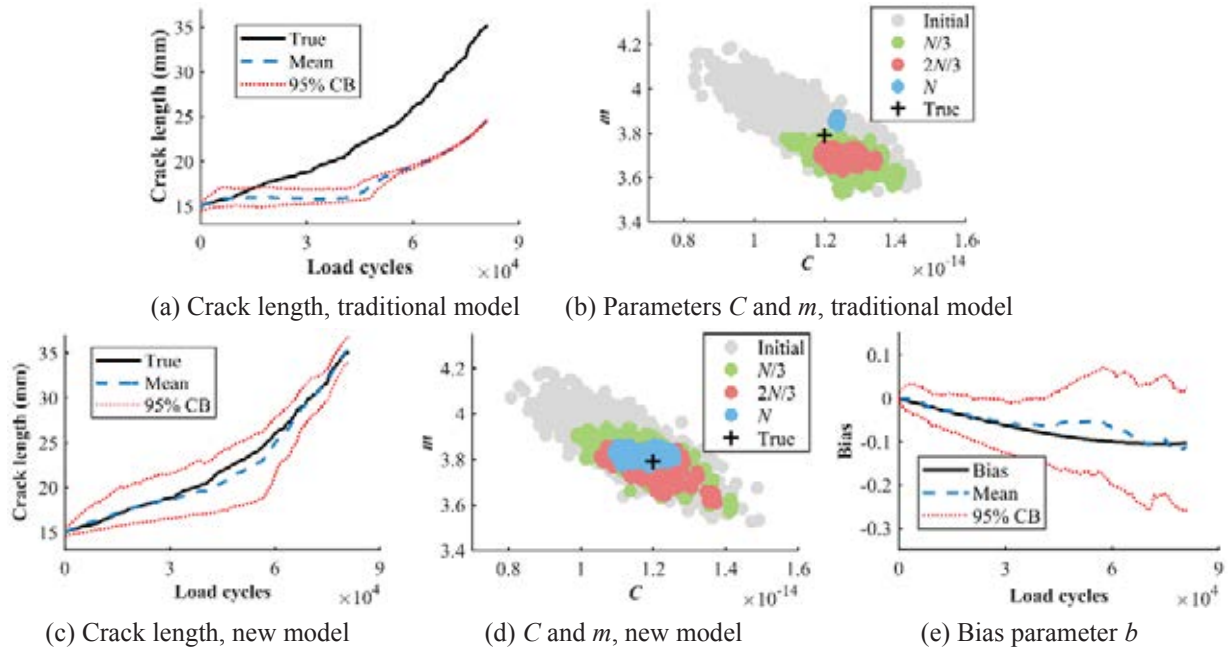 35
30
25
20
15
Crack length (mm)
True
Mean
95% CB
0
3
6
9
Load cycles
×10⁴
4.2
4
3.8
3.6
3.4
m
Initial
N/3
2N/3
N
True
0.8
1
1.2
1.4
1.6
C
×10⁻¹⁴
(a) Crack length, traditional model
(b) Parameters C and m, traditional model
35
30
25
20
15
Crack length (mm)
True
Mean
95% CB
0
3
6
9
Load cycles
×10⁴
4.2
4
3.8
3.6
3.4
m
Initial
N/3
2N/3
N
True
0.8
1
1.2
1.4
1.6
C
×10⁻¹⁴
0.1
0
-0.1
-0.2
-0.3
Bias
Bias
Mean
95% CB
0
3
6
9
Load cycles
×10⁴
(c) Crack length, new model
(d) C and m, new model
(e) Bias parameter b